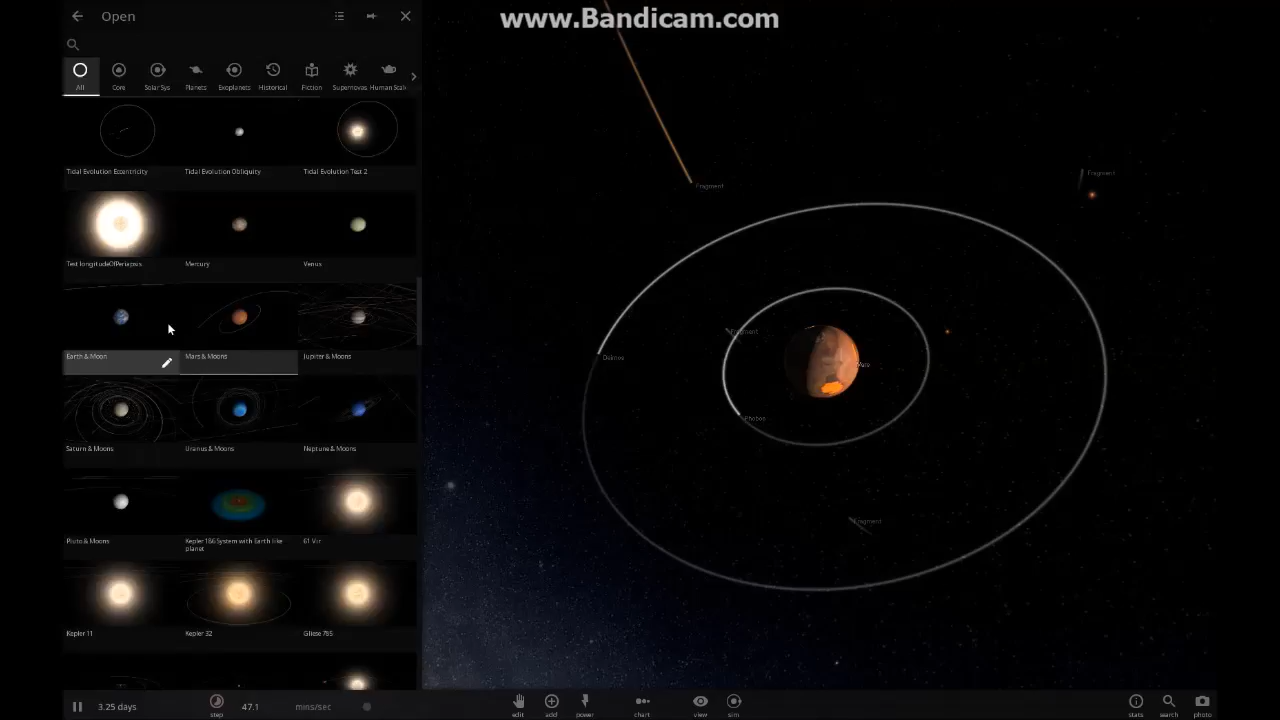 www.Bandicam.com
Open
All
Core
Solar Sys
Planets
Exoplanets
Historical
Fiction
Supernovas
Human Scale
Tidal Evolution Eccentricity
Tidal Evolution Obliquity
Tidal Evolution Test 2
Test longitudeOfPeriapsis
Mercury
Venus
Earth & Moon
Mars & Moons
Jupiter & Moons
Saturn & Moons
Uranus & Moons
Neptune & Moons
Pluto & Moons
Kepler 186 System with Earth like
planet
61 Vir
Kepler 11
Kepler 32
Gliese 785
Fragment
Fragment
Fragment
Deimos
Phobos
Fragment
3.25 days
step
47.1
mins/sec
edit
add
power
chart
view
sim
stats
search
photo